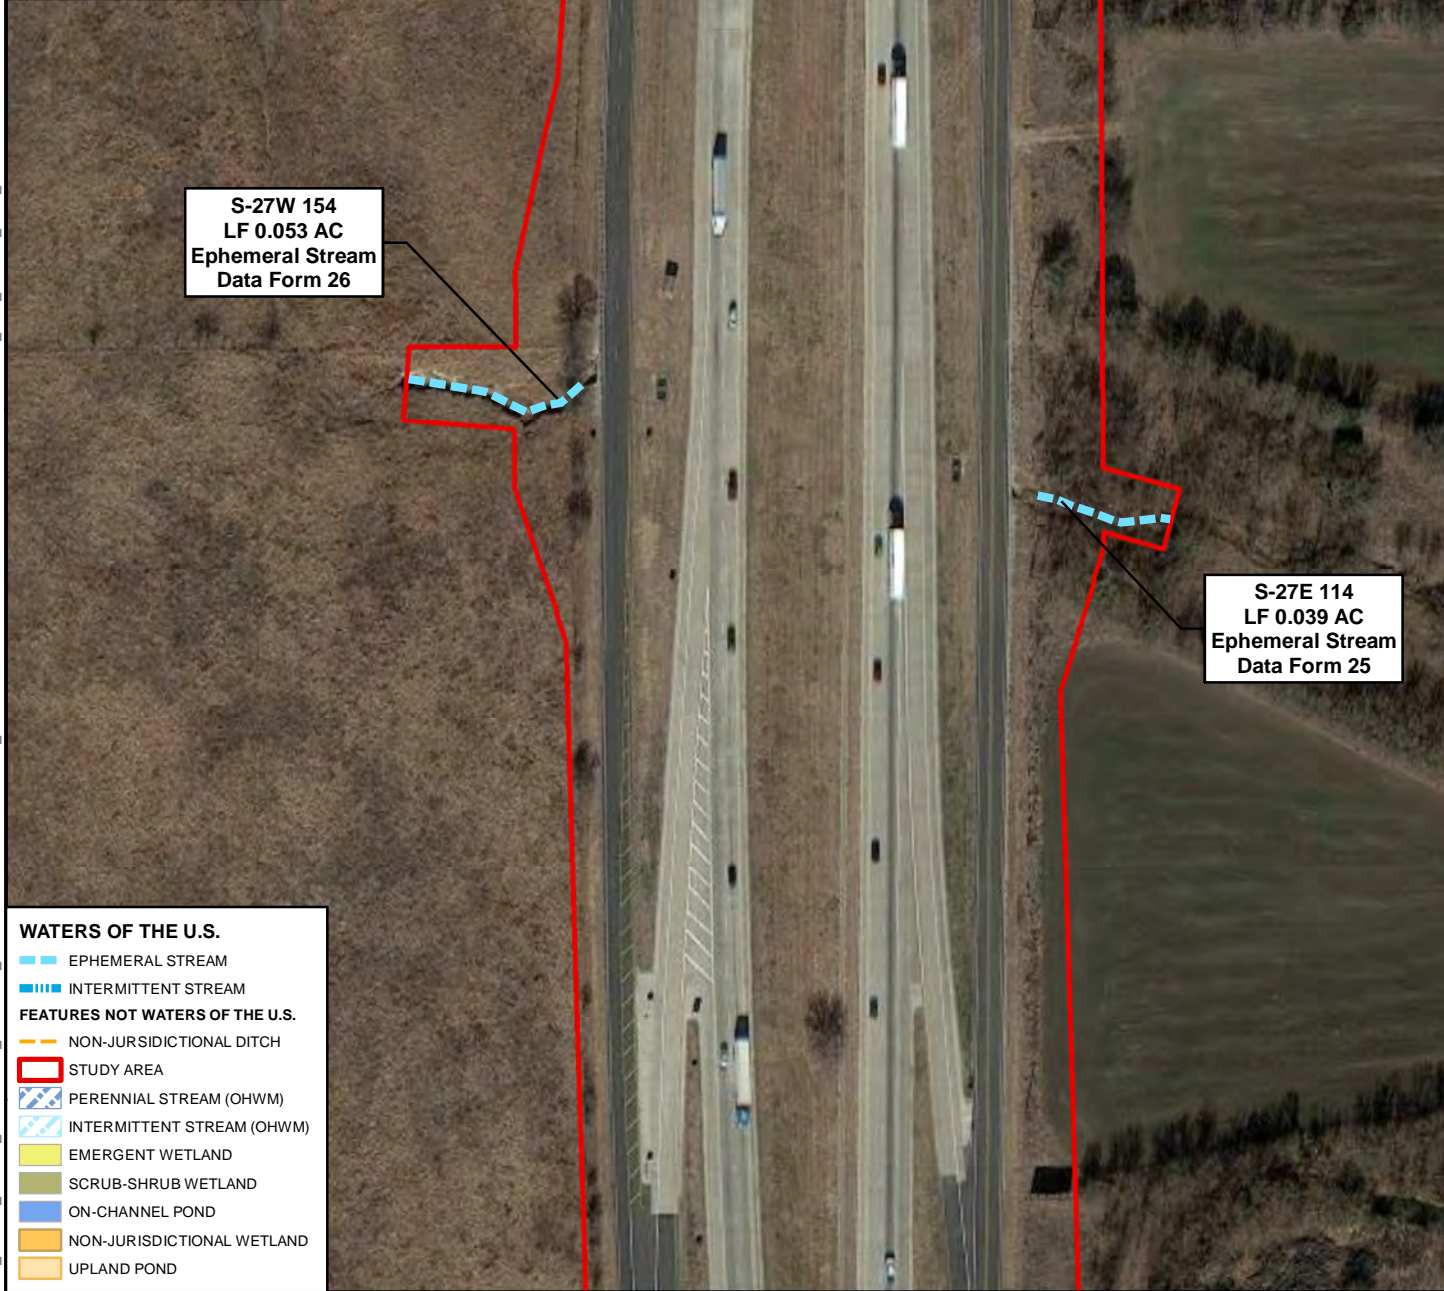 S-27W 154
LF 0.053 AC
Ephemeral Stream
Data Form 26
S-27E 114
LF 0.039 AC
Ephemeral Stream
Data Form 25
WATERS OF THE U.S.
EPHEMERAL STREAM
INTERMITTENT STREAM
FEATURES NOT WATERS OF THE U.S.
NON-JURSIDICTIONAL DITCH
STUDY AREA
PERENNIAL STREAM (OHWM)
INTERMITTENT STREAM (OHWM)
EMERGENT WETLAND
SCRUB-SHRUB WETLAND
ON-CHANNEL POND
NON-JURISDICTIONAL WETLAND
UPLAND POND